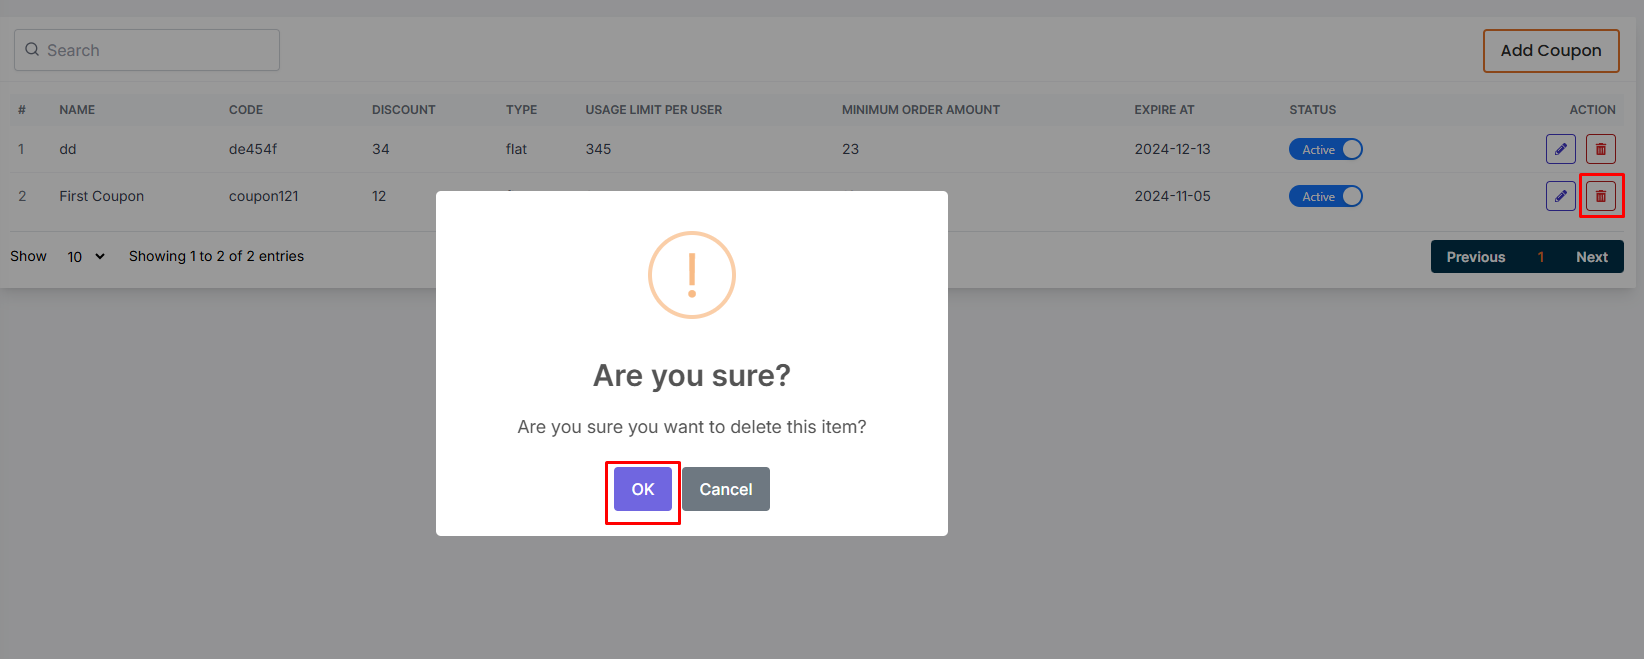 Search
Add Coupon
# NAME CODE DISCOUNT TYPE USAGE LIMIT PER USER MINIMUM ORDER AMOUNT EXPIRE AT STATUS ACTION
1 dd de454f 34 flat 345 23 2024-12-13 Active
2 First Coupon coupon121 12 2024-11-05 Active
Show 10 Showing 1 to 2 of 2 entries Previous 1 Next
!
Are you sure?
Are you sure you want to delete this item?
OK Cancel